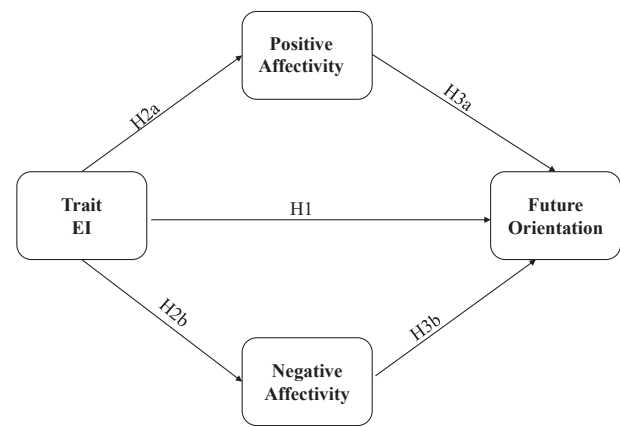 Positive
Affectivity
H2a
H3a
Trait
EI
H1
Future
Orientation
H2b
H3b
Negative
Affectivity